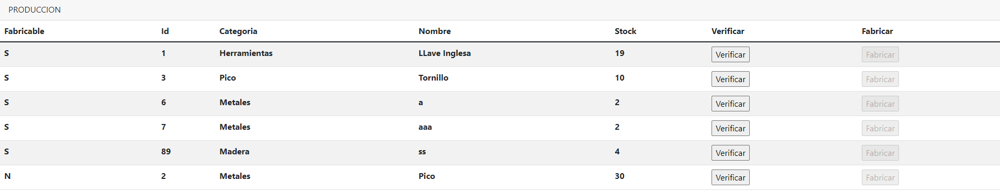 PRODUCCION
Fabricable Id Categoria Nombre Stock Verificar Fabricar
S 1 Herramientas LLave Inglesa 19 Verificar Fabricar
S 3 Pico Tornillo 10 Verificar Fabricar
S 6 Metales a 2 Verificar Fabricar
S 7 Metales aaa 2 Verificar Fabricar
S 89 Madera ss 4 Verificar Fabricar
N 2 Metales Pico 30 Verificar Fabricar